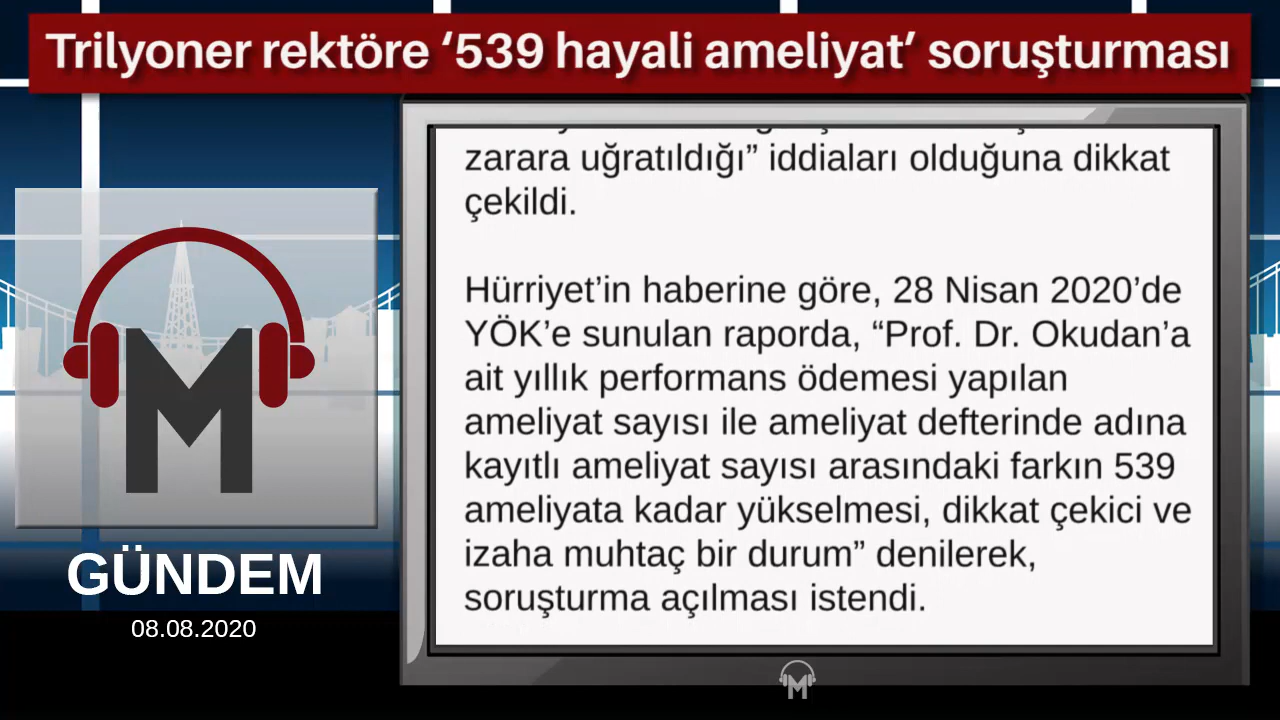 Trilyoner rektöre ‘539 hayali ameliyat’ soruşturması
zarara uğratıldığı” iddiaları olduğuna dikkat
çekildi.
Hürriyet’in haberine göre, 28 Nisan 2020’de
YÖK’e sunulan raporda, “Prof. Dr. Okudan’a
ait yıllık performans ödemesi yapılan
ameliyat sayısı ile ameliyat defterinde adına
kayıtlı ameliyat sayısı arasındaki farkın 539
ameliyata kadar yükselmesi, dikkat çekici ve
izaha muhtaç bir durum” denilerek,
soruşturma açılması istendi.
M
GÜNDEM
08.08.2020
M